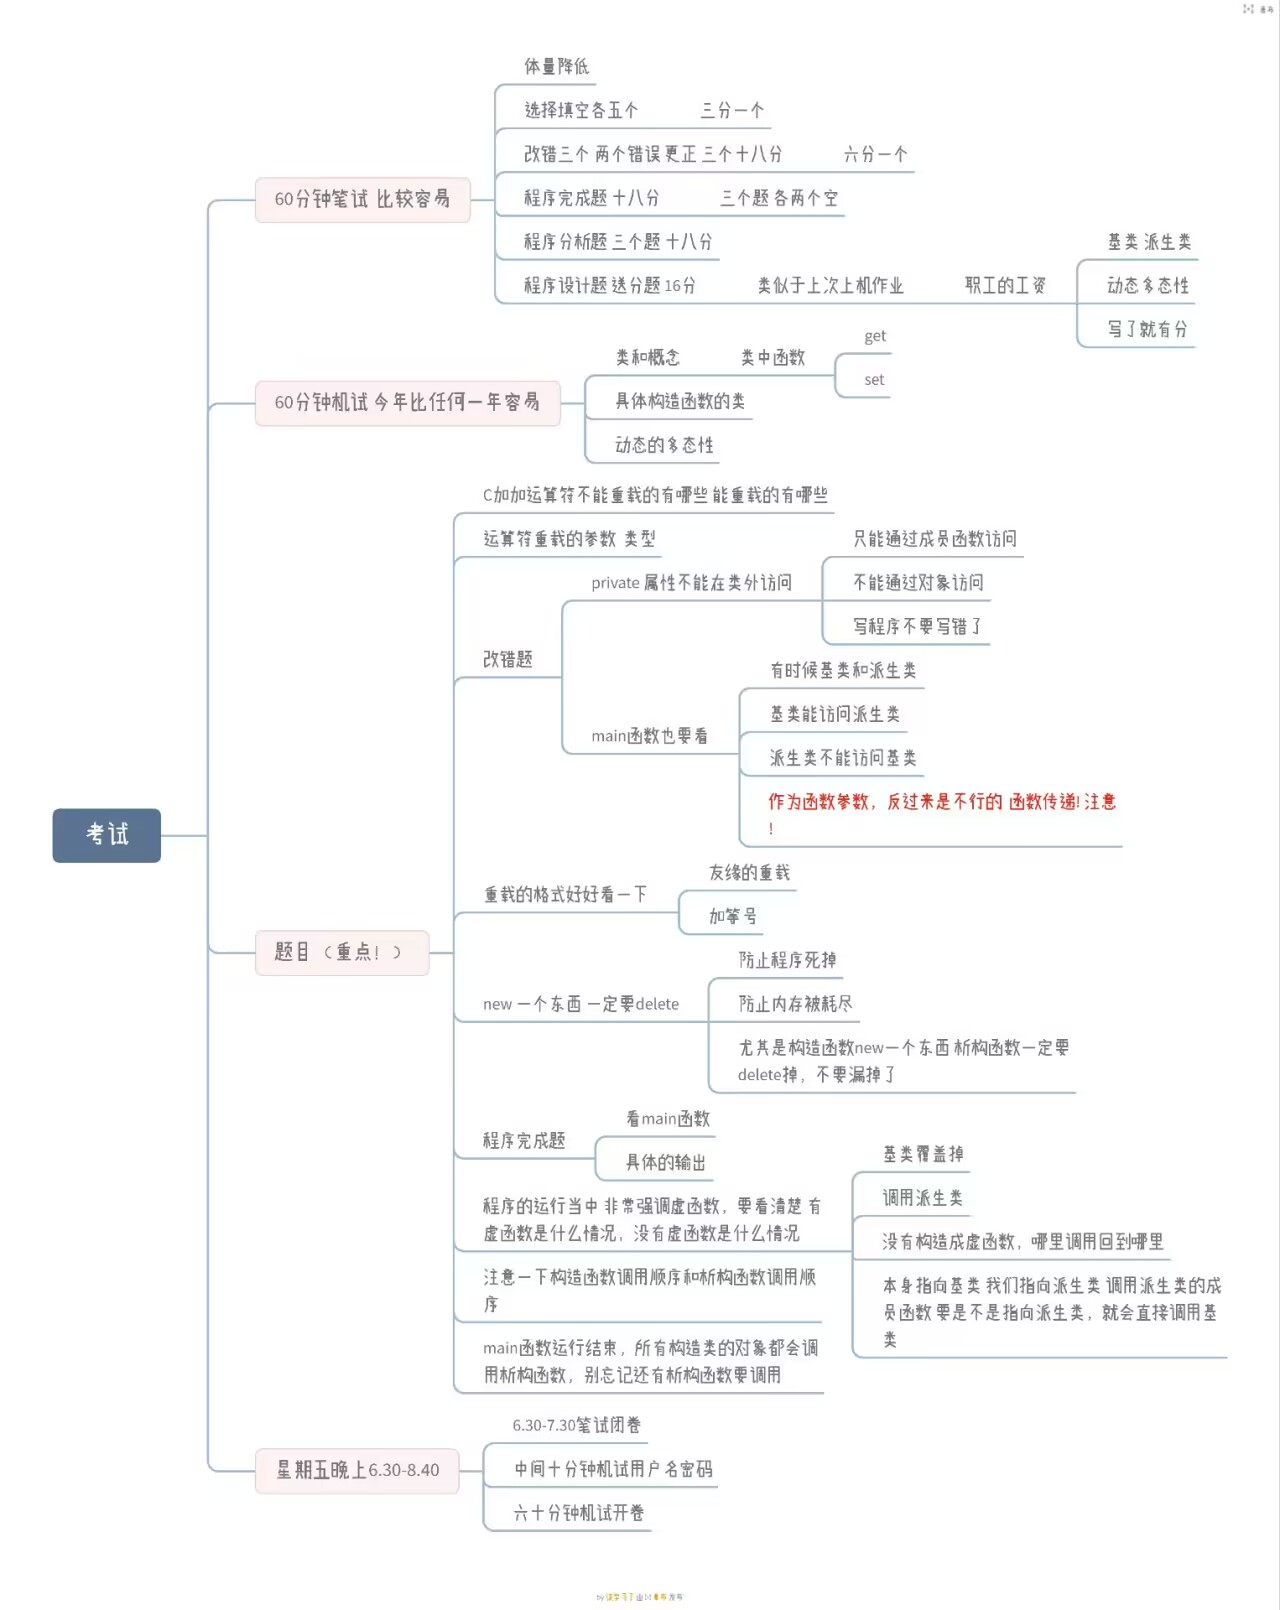 幕布
体量降低
选择填空各五个 三分一个
改错三个 两个错误 更正 三个十八分 六分一个
程序完成题 十八分 三个题 各两个空
60分钟笔试 比较容易
程序分析题 三个题 十八分
程序设计题 送分题 16分 类似于上次上机作业 职工的工资
基类 派生类
动态多态性
写了就有分
60分钟机试 今年比任何一年容易
类和概念 类中函数
get
set
具体构造函数的类
动态的多态性
考试
题目（重点！）
C加加运算符不能重载的有哪些 能重载的有哪些
运算符重载的参数 类型
改错题
private 属性不能在类外访问
只能通过成员函数访问
不能通过对象访问
写程序不要写错了
main函数也要看
有时候基类和派生类
基类能访问派生类
派生类不能访问基类
作为函数参数，反过来是不行的 函数传递! 注意
!
重载的格式好好看一下
友缘的重载
加等号
new 一个东西 一定要delete
防止程序死掉
防止内存被耗尽
尤其是构造函数new一个东西 析构函数一定要
delete掉，不要漏掉了
程序完成题
看main函数
具体的输出
程序的运行当中 非常强调虚函数，要看清楚 有
虚函数是什么情况，没有虚函数是什么情况
基类覆盖掉
调用派生类
没有构造成虚函数，哪里调用回到哪里
本身指向基类 我们指向派生类 调用派生类的成
员函数 要是不是指向派生类，就会直接调用基
类
注意一下构造函数调用顺序和析构函数调用顺
序
main函数运行结束，所有构造类的对象都会调
用析构函数，别忘记还有析构函数要调用
星期五晚上6.30-8.40
6.30-7.30笔试闭卷
中间十分钟机试用户名密码
六十分钟机试开卷